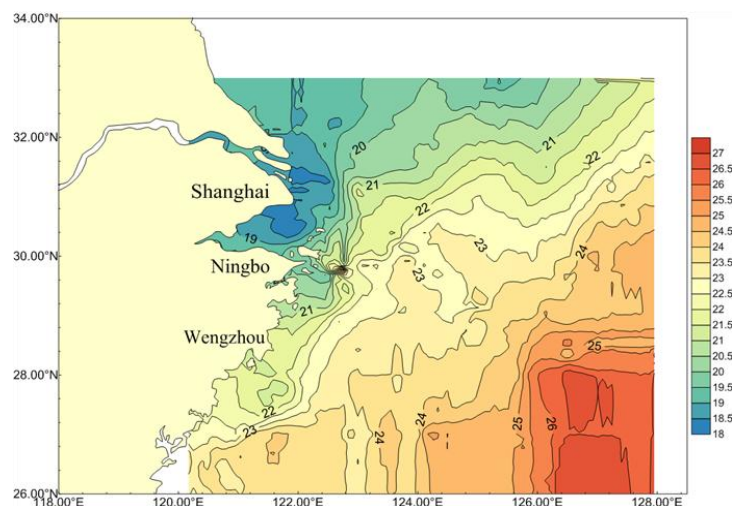 34.00°N
32.00°N
30.00°N
28.00°N
26.00°N
118.00°E
120.00°E
122.00°E
124.00°E
126.00°E
128.00°E
Shanghai
Ningbo
Wengzhou
20
21
22
21
21
22
19
23
23
24
21
25
22
23
24
24
25
26
27
26.5
26
25.5
25
24.5
24
23.5
23
22.5
22
21.5
21
20.5
20
19.5
19
18.5
18